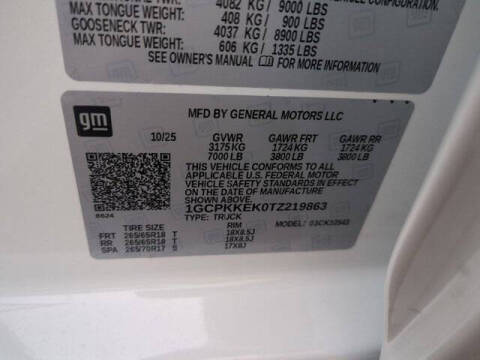 4082 KG/ 9000 LBS
MAX TONGUE WEIGHT: 408 KG / 900 LBS
GOOSENECK TWR: 4037 KG/ 8900 LBS
MAX TONGUE WEIGHT: 606 KG / 1335 LBS
SEE OWNER'S MANUAL FOR MORE INFORMATION.
gm
MFD BY GENERAL MOTORS LLC
10/25 GVWR GAWR FRT GAWR RR
3175 KG 1724 KG 1724 KG
7000 LB 3800 LB 3800 LB
THIS VEHICLE CONFORMS TO ALL
APPLICABLE U.S. FEDERAL MOTOR
VEHICLE SAFETY STANDARDS IN
EFFECT ON THE DATE OF MANUFACTURE
SHOWN ABOVE.
1GCPKKEK0TZ219863
TYPE: TRUCK
8624
MODEL:
TIRE SIZE RIM
FRT 265/65R18 T 18X8.5J
RR 265/65R18 T 18X8.5J
SPA 265/70R17 S 17X8J